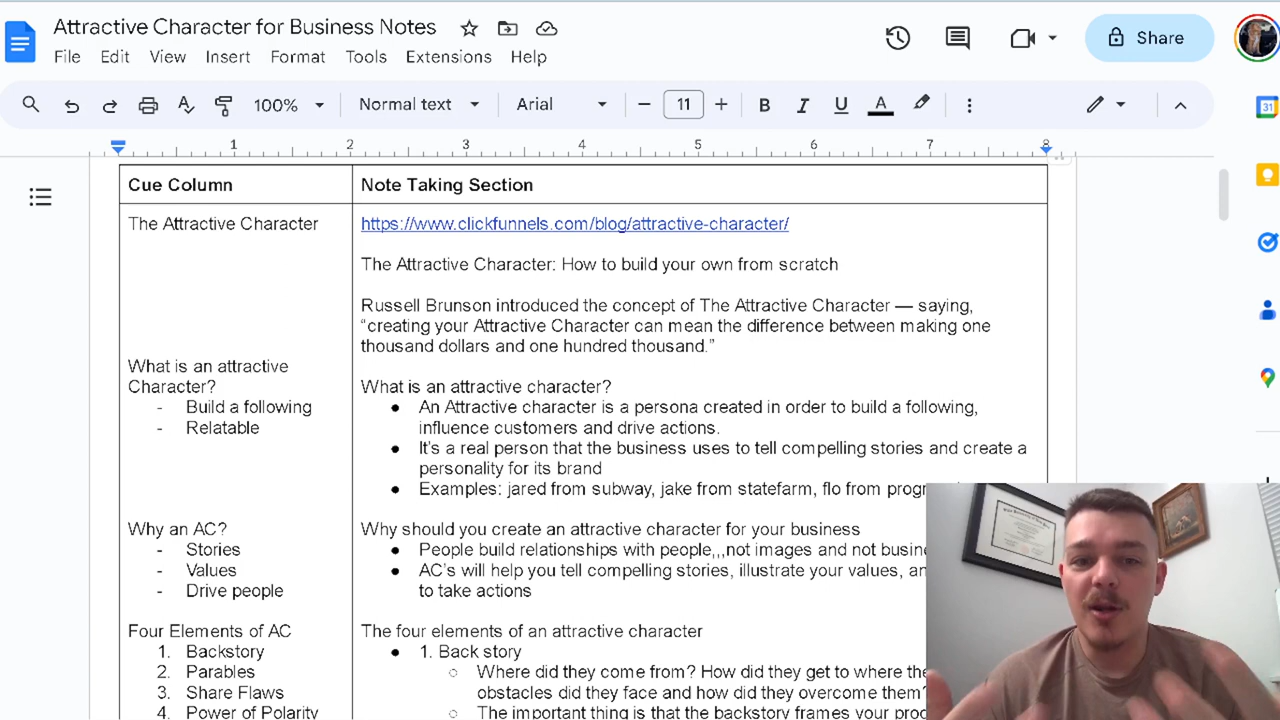 Attractive Character for Business Notes
Share
File Edit View Insert Format Tools Extensions Help
100% Normal text Arial 11 B I U A
31
1 2 3 4 5 6 7 8
Cue Column
Note Taking Section
The Attractive Character
https://www.clickfunnels.com/blog/attractive-character/
The Attractive Character: How to build your own from scratch
Russell Brunson introduced the concept of The Attractive Character — saying,
“creating your Attractive Character can mean the difference between making one
thousand dollars and one hundred thousand.”
What is an attractive
Character?
- Build a following
- Relatable
What is an attractive character?
● An Attractive character is a persona created in order to build a following,
influence customers and drive actions.
● It’s a real person that the business uses to tell compelling stories and create a
personality for its brand
● Examples: jared from subway, jake from statefarm, flo from
Why an AC?
- Stories
- Values
- Drive people
Why should you create an attractive character for your business
● People build relationships with people,,,not images and not
● AC’s will help you tell compelling stories, illustrate your values,
to take actions
Four Elements of AC
1. Backstory
2. Parables
3. Share Flaws
4. Power of Polarity
The four elements of an attractive character
● 1. Back story
○ Where did they come from? How did they get to where
obstacles did they face and how did they overcome them?
○ The important thing is that the backstory frames your